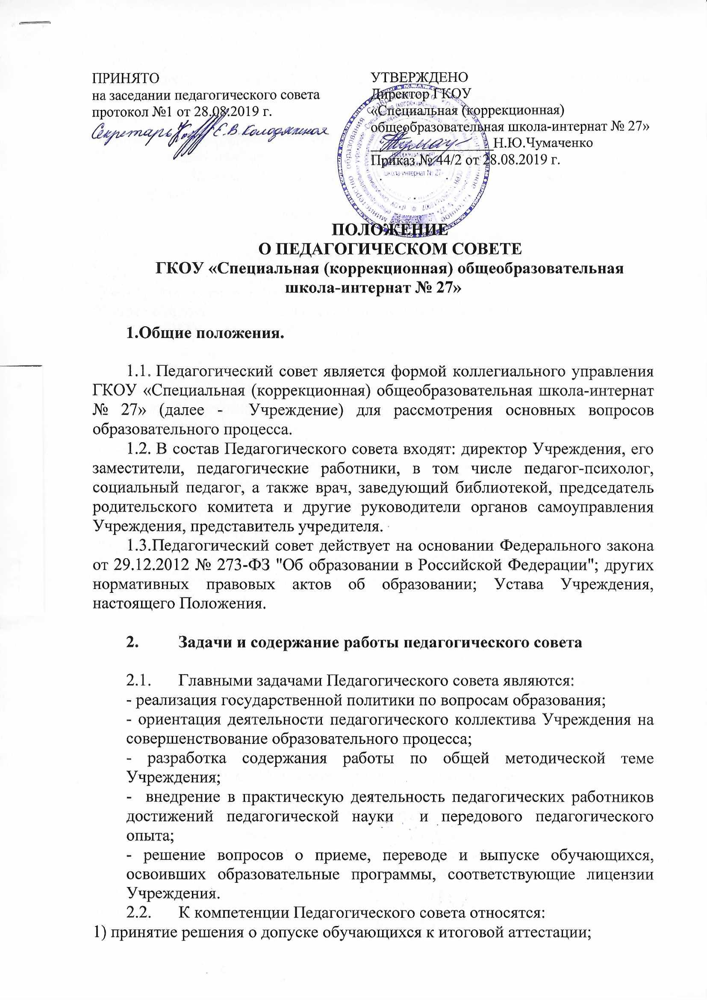 ПРИНЯТО
на заседании педагогического совета
протокол №1 от 28.08.2019 г.
Секретарь Е.В. Колодяжная
УТВЕРЖДЕНО
Директор ГКОУ
«Специальная (коррекционная)
общеобразовательная школа-интернат № 27»
Н.Ю.Чумаченко
Приказ № 44/2 от 28.08.2019 г.
школа-интернат № 27»
ПОЛОЖЕНИЕ
О ПЕДАГОГИЧЕСКОМ СОВЕТЕ
ГКОУ «Специальная (коррекционная) общеобразовательная
школа-интернат № 27»
1.Общие положения.
1.1. Педагогический совет является формой коллегиального управления
ГКОУ «Специальная (коррекционная) общеобразовательная школа-интернат
№ 27» (далее - Учреждение) для рассмотрения основных вопросов
образовательного процесса.
1.2. В состав Педагогического совета входят: директор Учреждения, его
заместители, педагогические работники, в том числе педагог-психолог,
социальный педагог, а также врач, заведующий библиотекой, председатель
родительского комитета и другие руководители органов самоуправления
Учреждения, представитель учредителя.
1.3.Педагогический совет действует на основании Федерального закона
от 29.12.2012 № 273-ФЗ "Об образовании в Российской Федерации"; других
нормативных правовых актов об образовании; Устава Учреждения,
настоящего Положения.
2. Задачи и содержание работы педагогического совета
2.1. Главными задачами Педагогического совета являются:
- реализация государственной политики по вопросам образования;
- ориентация деятельности педагогического коллектива Учреждения на
совершенствование образовательного процесса;
- разработка содержания работы по общей методической теме
Учреждения;
- внедрение в практическую деятельность педагогических работников
достижений педагогической науки и передового педагогического
опыта;
- решение вопросов о приеме, переводе и выпуске обучающихся,
освоивших образовательные программы, соответствующие лицензии
Учреждения.
2.2. К компетенции Педагогического совета относятся:
1) принятие решения о допуске обучающихся к итоговой аттестации;